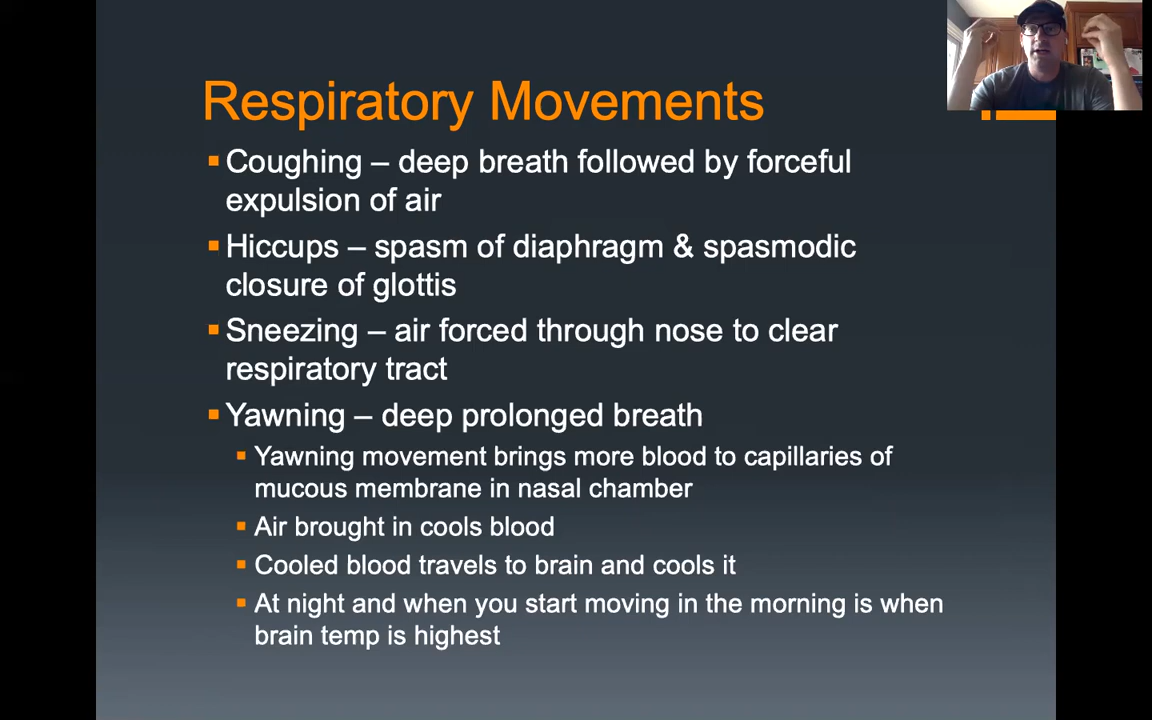 Respiratory Movements
Coughing – deep breath followed by forceful
expulsion of air
Hiccups – spasm of diaphragm & spasmodic
closure of glottis
Sneezing – air forced through nose to clear
respiratory tract
Yawning – deep prolonged breath
Yawning movement brings more blood to capillaries of
mucous membrane in nasal chamber
Air brought in cools blood
Cooled blood travels to brain and cools it
At night and when you start moving in the morning is when
brain temp is highest